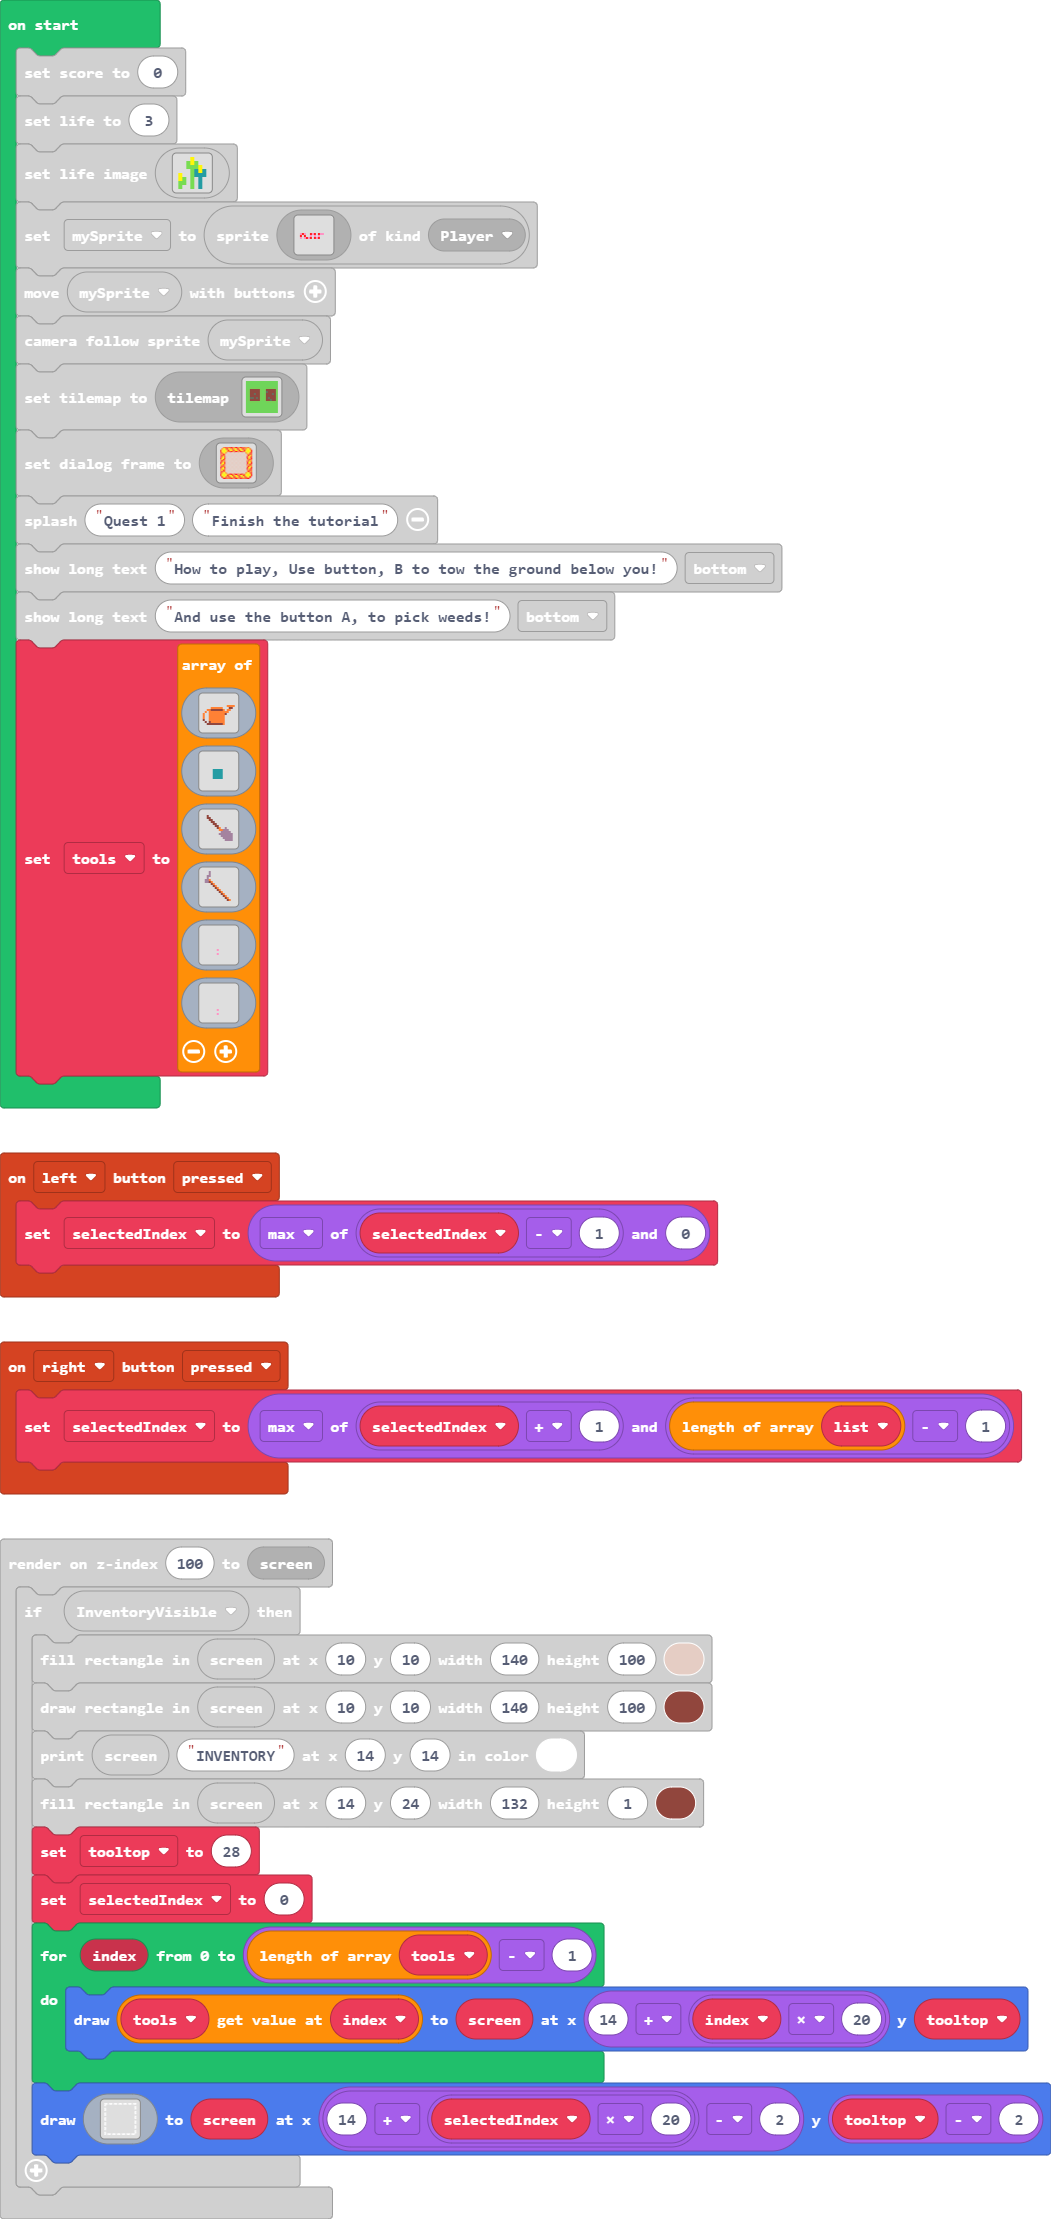 on start
set score to 0
set life to 3
set life image
set mySprite to sprite of kind Player
move mySprite with buttons
camera follow sprite mySprite
set tilemap to tilemap
set dialog frame to
splash "Quest 1" "Finish the tutorial"
show long text "How to play, Use button, B to tow the ground below you!" bottom
show long text "And use the button A, to pick weeds!" bottom
array of
set tools to
on left button pressed
set selectedIndex to max of selectedIndex - 1 and 0
on right button pressed
set selectedIndex to max of selectedIndex + 1 and length of array list - 1
render on z-index 100 to screen
if InventoryVisible then
fill rectangle in screen at x 10 y 10 width 140 height 100
draw rectangle in screen at x 10 y 10 width 140 height 100
print screen "INVENTORY" at x 14 y 14 in color
fill rectangle in screen at x 14 y 24 width 132 height 1
set tooltop to 28
set selectedIndex to 0
for index from 0 to length of array tools - 1
do
draw tools get value at index to screen at x 14 + index × 20 y tooltop
draw to screen at x 14 + selectedIndex × 20 - 2 y tooltop - 2